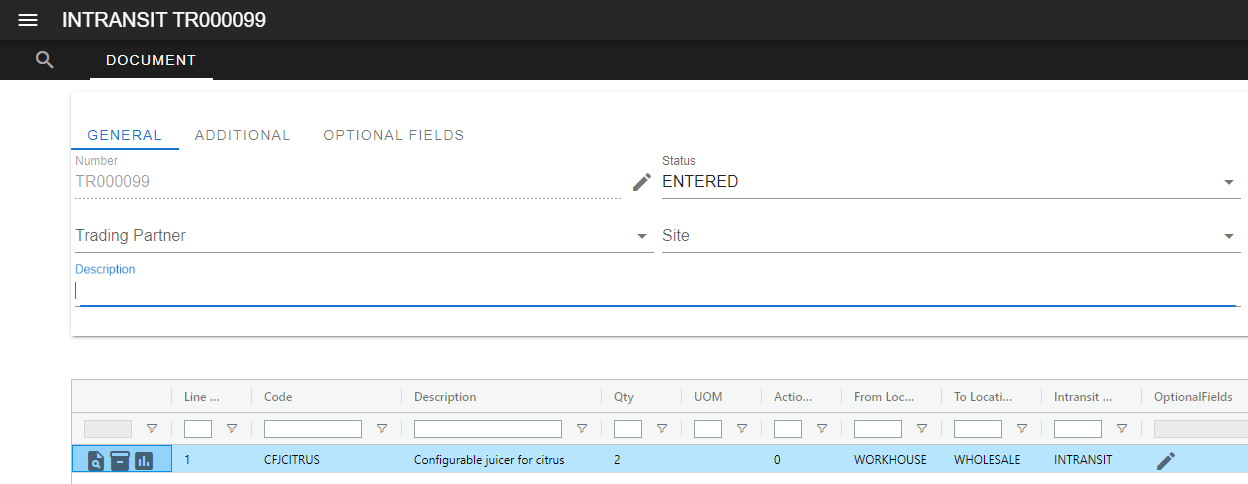 INTRANSIT TR000099
DOCUMENT
GENERAL ADDITIONAL OPTIONAL FIELDS
Number Status
TR000099 ENTERED
Trading Partner Site
Description
Line ... Code Description Qty UOM Actio... From Loc... To Locati... Intransit ... OptionalFields
1 CFJCITRUS Configurable juicer for citrus 2 0 WORKHOUSE WHOLESALE INTRANSIT